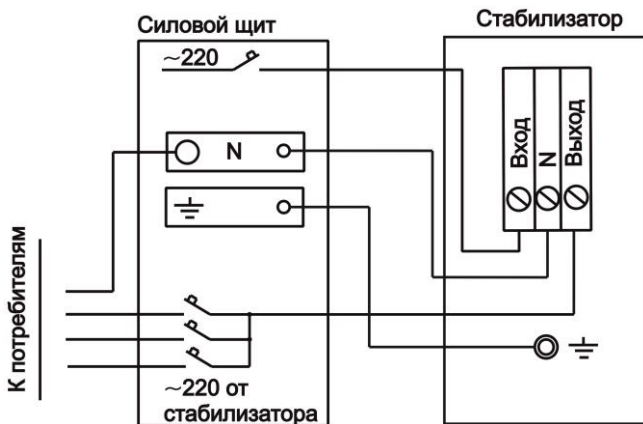 Силовой щит
Стабилизатор
~220
Вход
N
Выход
N
К потребителям
~220 от
стабилизатора